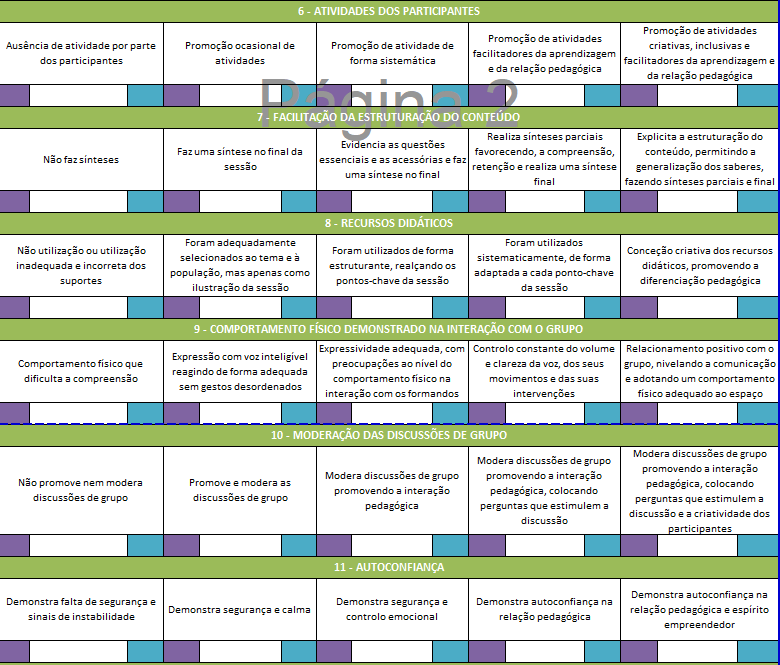 6 - ATIVIDADES DOS PARTICIPANTES
Ausência de atividade por parte
dos participantes
Promoção ocasional de
atividades
Promoção de atividade de
forma sistemática
Promoção de atividades
facilitadores da aprendizagem
e da relação pedagógica
Promoção de atividades
criativas, inclusivas e
facilitadores da aprendizagem e
da relação pedagógica
Página 2
7 - FACILITAÇÃO DA ESTRUTURAÇÃO DO CONTEÚDO
Não faz sínteses
Faz uma síntese no final da
sessão
Evidencia as questões
essenciais e as acessórias e faz
uma síntese no final
Realiza sínteses parciais
favorecendo, a compreensão,
retenção e realiza uma síntese
final
Explicita a estruturação do
conteúdo, permitindo a
generalização dos saberes,
fazendo sínteses parciais e final
8 - RECURSOS DIDÁTICOS
Não utilização ou utilização
inadequada e incorreta dos
suportes
Foram adequadamente
selecionados ao tema e à
população, mas apenas como
ilustração da sessão
Foram utilizados de forma
estruturante, realçando os
pontos-chave da sessão
Foram utilizados
sistematicamente, de forma
adaptada a cada ponto-chave
da sessão
Conceção criativa dos recursos
didáticos, promovendo a
diferenciação pedagógica
9 - COMPORTAMENTO FÍSICO DEMONSTRADO NA INTERAÇÃO COM O GRUPO
Comportamento físico que
dificulta a compreensão
Expressão com voz inteligível
reagindo de forma adequada
sem gestos desordenados
Expressividade adequada, com
preocupações ao nível do
comportamento físico na
interação com os formandos
Controlo constante do volume
e clareza da voz, dos seus
movimentos e das suas
intervenções
Relacionamento positivo com o
grupo, nivelando a comunicação
e adotando um comportamento
físico adequado ao espaço
10 - MODERAÇÃO DAS DISCUSSÕES DE GRUPO
Não promove nem modera
discussões de grupo
Promove e modera as
discussões de grupo
Modera discussões de grupo
promovendo a interação
pedagógica
Modera discussões de grupo
promovendo a interação
pedagógica, colocando
perguntas que estimulem a
discussão
Modera discussões de grupo
promovendo a interação
pedagógica, colocando
perguntas que estimulem a
discussão e a criatividade dos
participantes
11 - AUTOCONFIANÇA
Demonstra falta de segurança e
sinais de instabilidade
Demonstra segurança e calma
Demonstra segurança e
controlo emocional
Demonstra autoconfiança na
relação pedagógica
Demonstra autoconfiança na
relação pedagógica e espírito
empreendedor